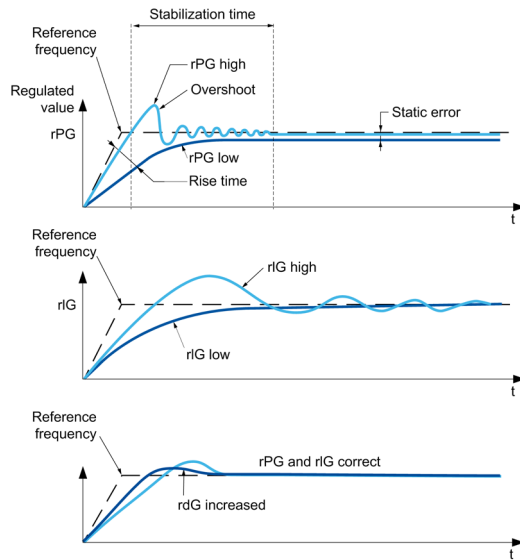 Stabilization time
Reference
frequency
rPG high
Overshoot
Regulated
value
rPG
Static error
rPG low
Rise time
t
Reference
frequency
rIG high
rIG
rIG low
t
Reference
frequency
rPG and rIG correct
rdG increased
t